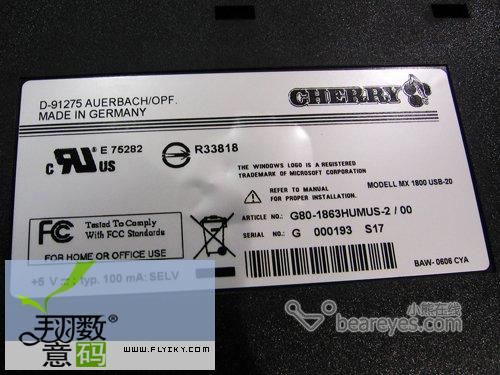 D-91275 AUERBACH/OPF.
MADE IN GERMANY
CHERRY
c RU US E 75282
R33818
THE WINDOWS LOGO IS A REGISTERED
TRADEMARK OF MICROSOFT CORPORATION
REFER TO MANUAL
FOR PROPER INSTALLATION.
MODELL MX 1800 USB-20
FC Tested To Comply
With FCC Standards
FOR HOME OR OFFICE USE
ARTICLE NO.: G80-1863HUMUS-2 / 00
SERIAL NO.: G 000193 S17
+5 V typ. 100 mA: SELV
BAW- 0606 CYA
翔数
意码
®
WWW.FLYIKY.COM
小熊在线
beareyes.com